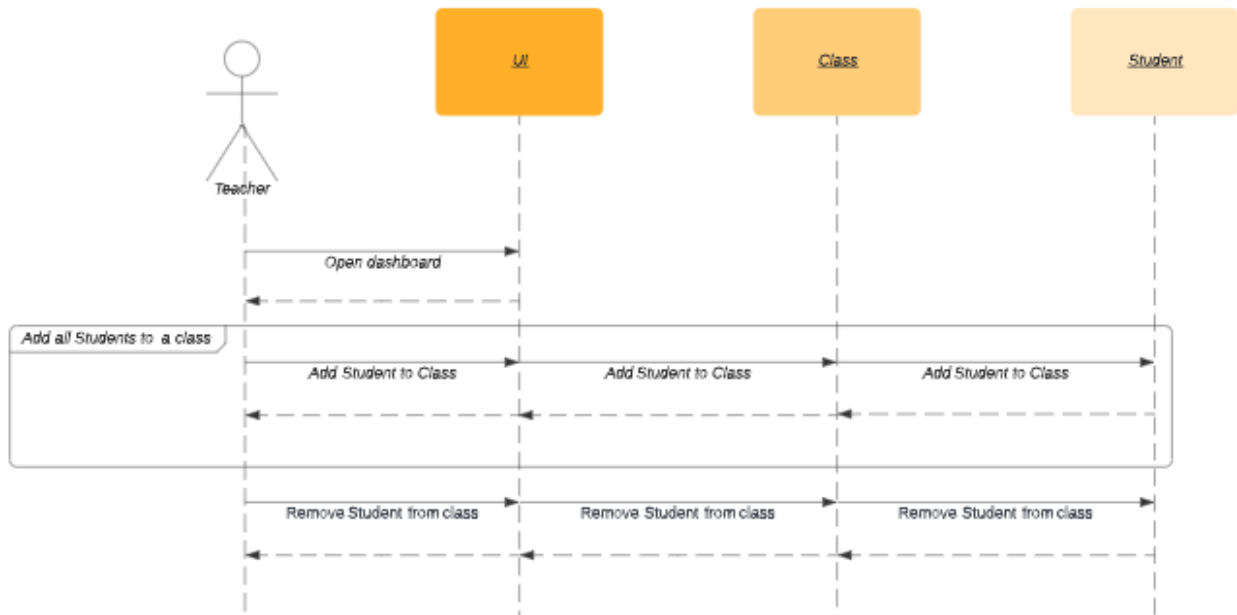 UI
Class
Student
Teacher
Open dashboard
Add all Students to a class
Add Student to Class
Add Student to Class
Add Student to Class
Remove Student from class
Remove Student from class
Remove Student from class